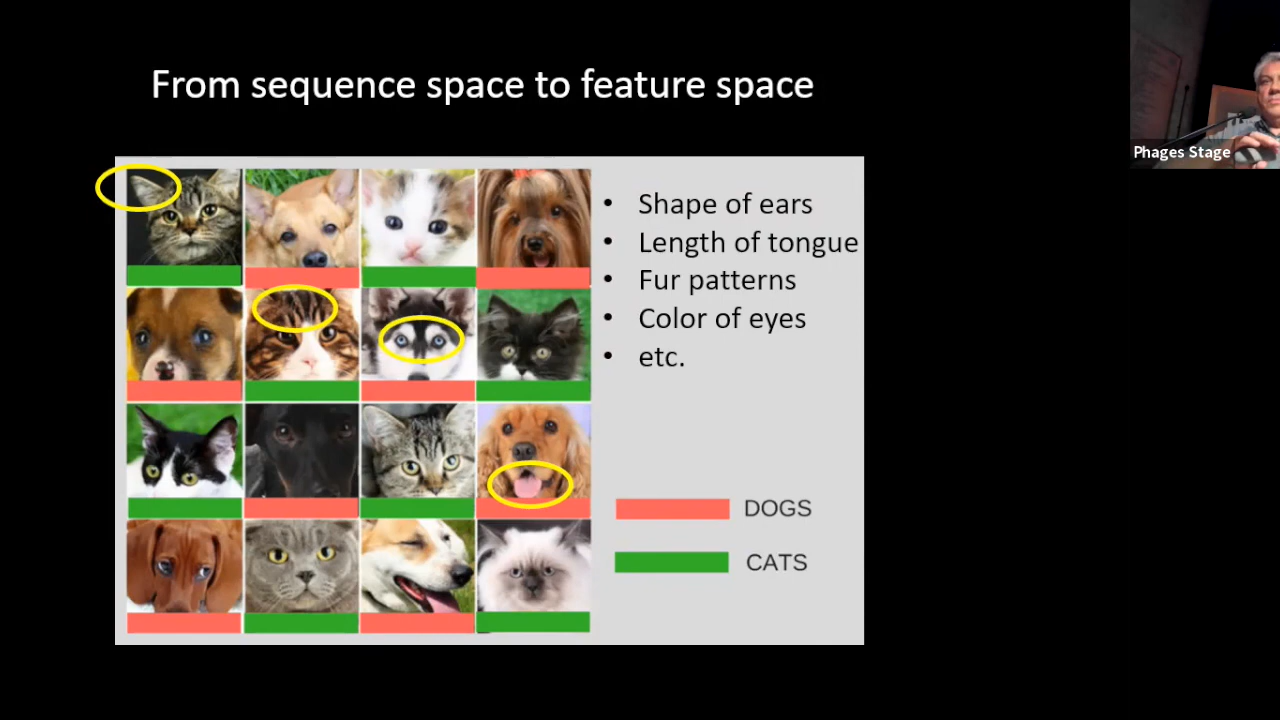 From sequence space to feature space
Phages Stage
• Shape of ears
• Length of tongue
• Fur patterns
• Color of eyes
• etc.
DOGS
CATS